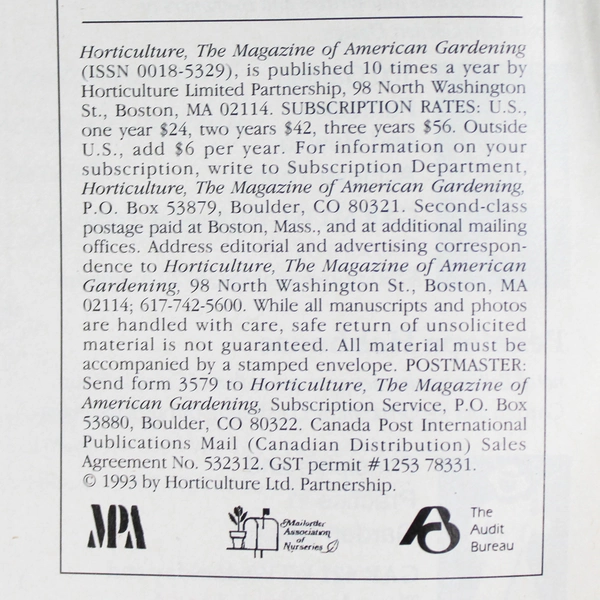 Horticulture, The Magazine of American Gardening
(ISSN 0018-5329), is published 10 times a year by
Horticulture Limited Partnership, 98 North Washington
St., Boston, MA 02114. SUBSCRIPTION RATES: U.S.,
one year $24, two years $42, three years $56. Outside
U.S., add $6 per year. For information on your
subscription, write to Subscription Department,
Horticulture, The Magazine of American Gardening,
P.O. Box 53879, Boulder, CO 80321. Second-class
postage paid at Boston, Mass., and at additional mailing
offices. Address editorial and advertising correspon-
dence to Horticulture, The Magazine of American
Gardening, 98 North Washington St., Boston, MA
02114; 617-742-5600. While all manuscripts and photos
are handled with care, safe return of unsolicited
material is not guaranteed. All material must be
accompanied by a stamped envelope. POSTMASTER:
Send form 3579 to Horticulture, The Magazine of
American Gardening, Subscription Service, P.O. Box
53880, Boulder, CO 80322. Canada Post International
Publications Mail (Canadian Distribution) Sales
Agreement No. 532312. GST permit #1253 78331.
© 1993 by Horticulture Ltd. Partnership.
MPA
Mailorder
Association
of
Nurseries
The
Audit
Bureau